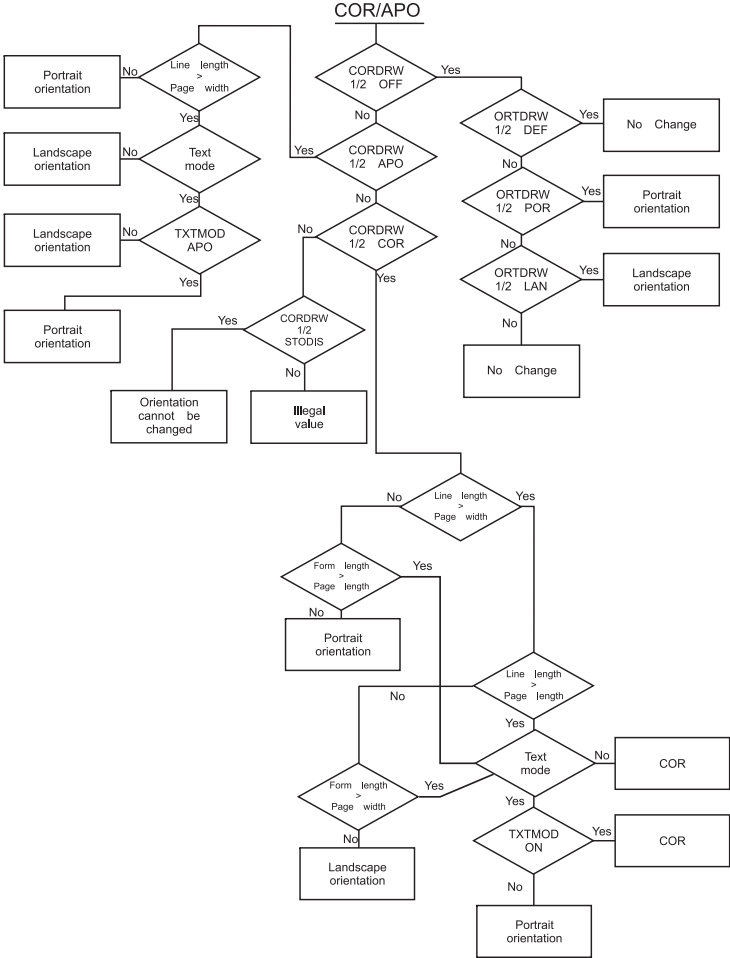 COR/APO
Line length
>
Page width
No
Yes
Portrait
orientation
Text
mode
No
Yes
Landscape
orientation
TXTMOD
APO
No
Yes
Landscape
orientation
Portrait
orientation
CORDRW
1/2 OFF
Yes
No
CORDRW
1/2 APO
Yes
No
CORDRW
1/2 COR
No
Yes
ORTDRW
1/2 DEF
Yes
No
No Change
ORTDRW
1/2 POR
Yes
No
Portrait
orientation
ORTDRW
1/2 LAN
Yes
No
Landscape
orientation
No Change
CORDRW
1/2
STODIS
Yes
No
Orientation
cannot be
changed
Illegal
value
Line length
>
Page width
No
Yes
Form length
>
Page length
Yes
No
Portrait
orientation
Line length
>
Page length
No
Yes
Text
mode
No
Yes
COR
Form length
>
Page width
Yes
No
Landscape
orientation
TXTMOD
ON
Yes
No
COR
Portrait
orientation